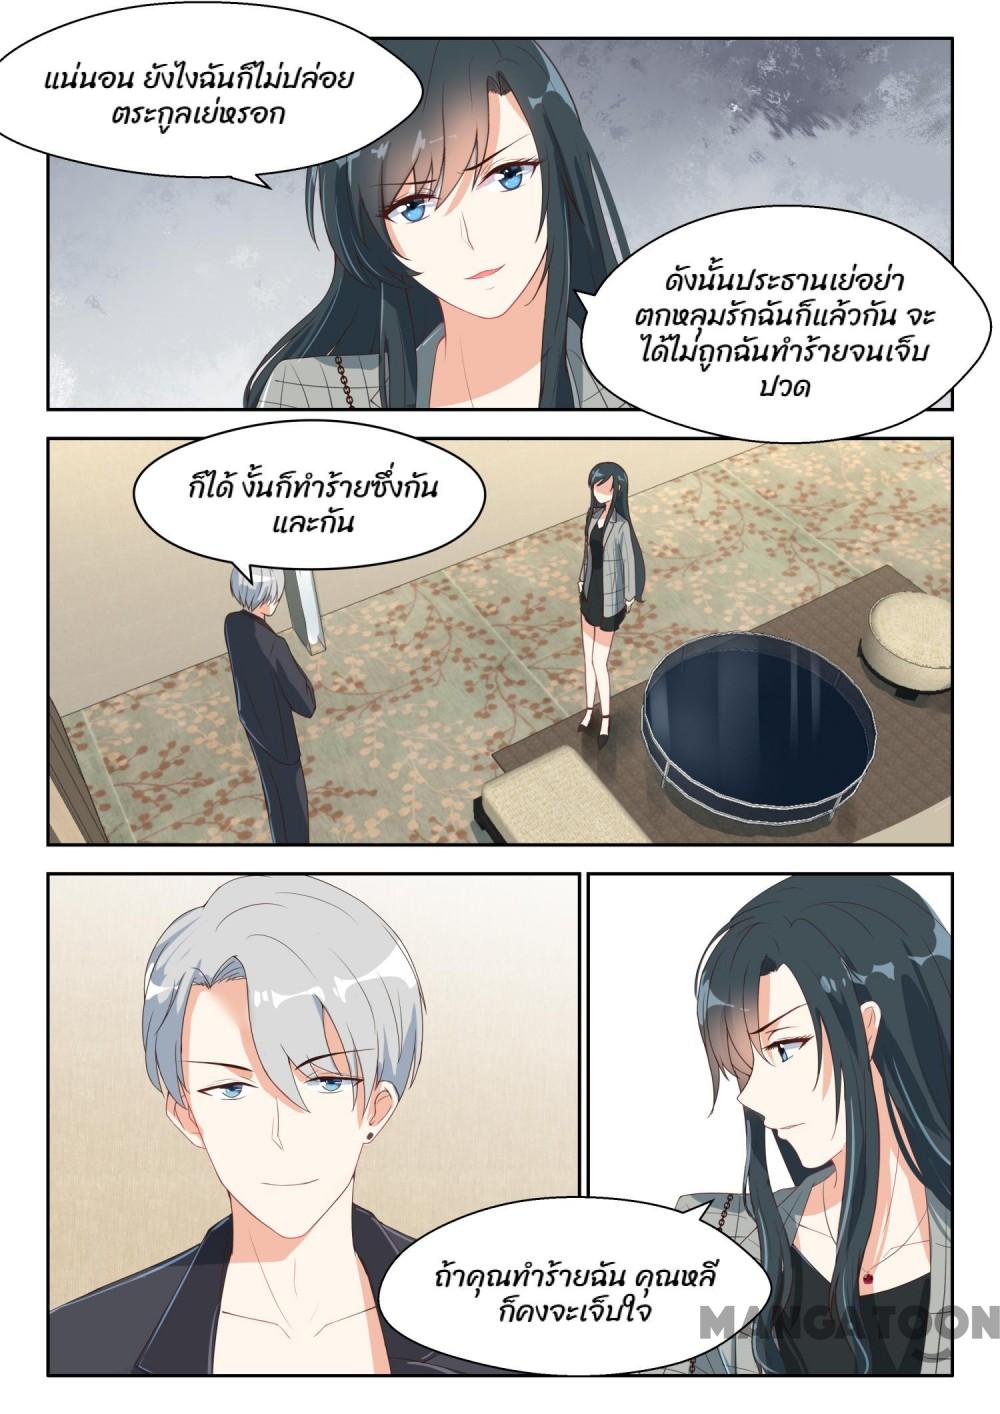 แน่นอน ยังไงฉันก็ไม่ปล่อย
ตระกูลเย่หรอก
ดังนั้นประธานเย่อย่า
ตกหลุมรักฉันก็แล้วกัน จะ
ได้ไม่ถูกฉันทำร้ายจนเจ็บ
ปวด
ก็ได้ งั้นก็ทำร้ายซึ่งกัน
และกัน
ถ้าคุณทำร้ายฉัน คุณหลี
ก็คงจะเจ็บใจ
MANGATOON